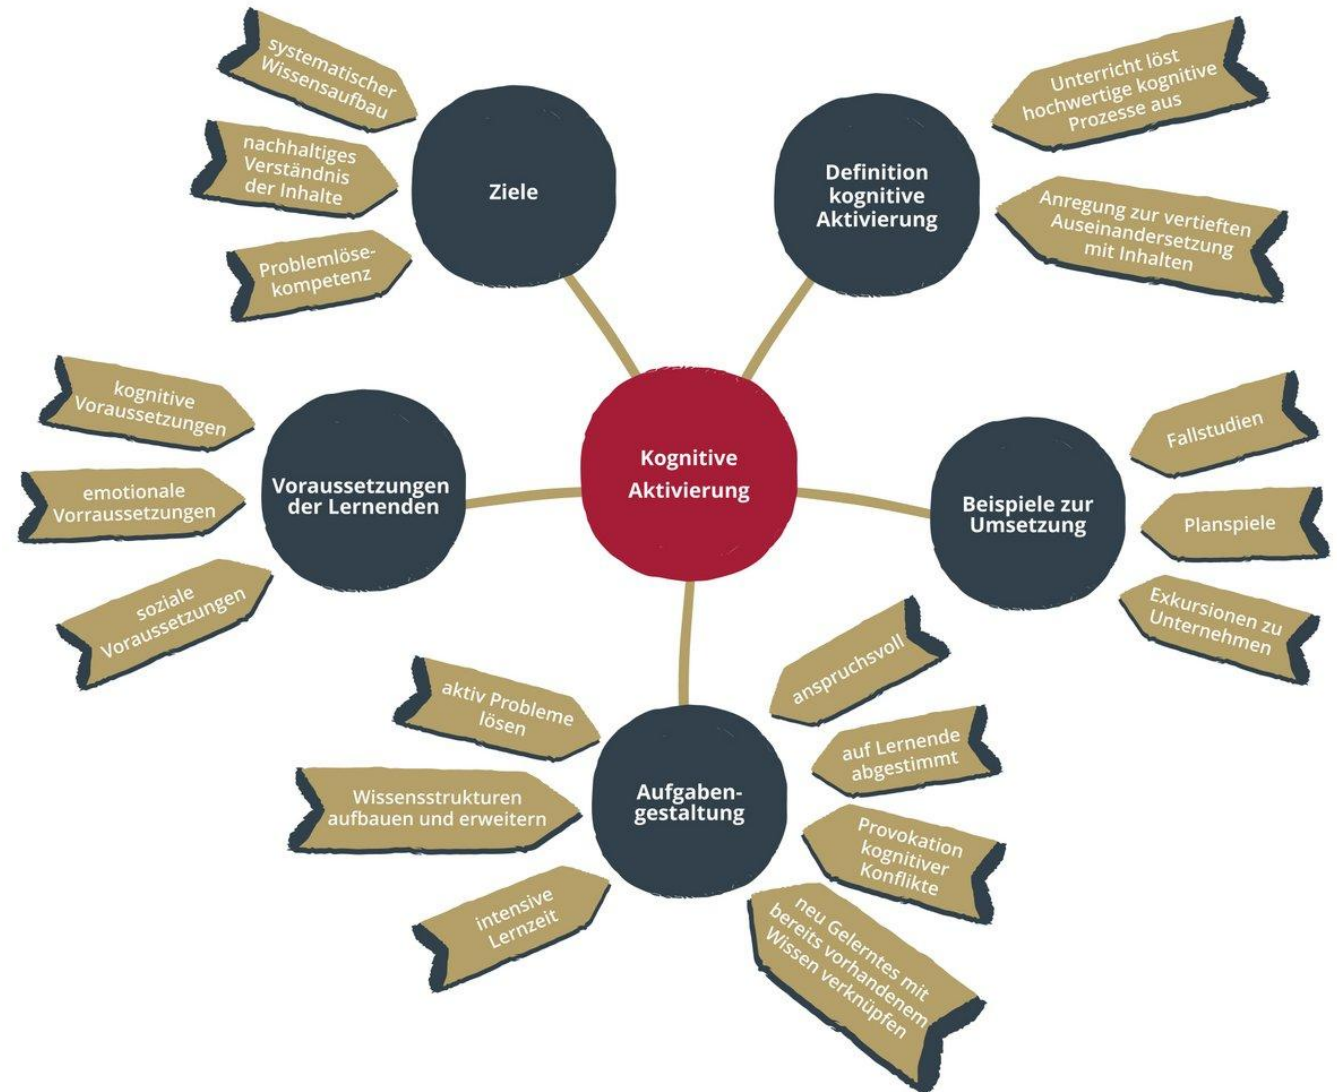 Kognitive
Aktivierung
Ziele
systematischer
Wissensaufbau
nachhaltiges
Verständnis
der Inhalte
Problemlöse-
kompetenz
Definition
kognitive
Aktivierung
Unterricht löst
hochwertige kognitive
Prozesse aus
Anregung zur vertieften
Auseinandersetzung
mit Inhalten
Voraussetzungen
der Lernenden
kognitive
Voraussetzungen
emotionale
Vorraussetzungen
soziale
Voraussetzungen
Beispiele zur
Umsetzung
Fallstudien
Planspiele
Exkursionen zu
Unternehmen
Aufgaben-
gestaltung
aktiv Probleme
lösen
Wissensstrukturen
aufbauen und erweitern
intensive
Lernzeit
anspruchsvoll
auf Lernende
abgestimmt
Provokation
kognitiver
Konflikte
neu Gelerntes mit
bereits vorhandenem
Wissen verknüpfen